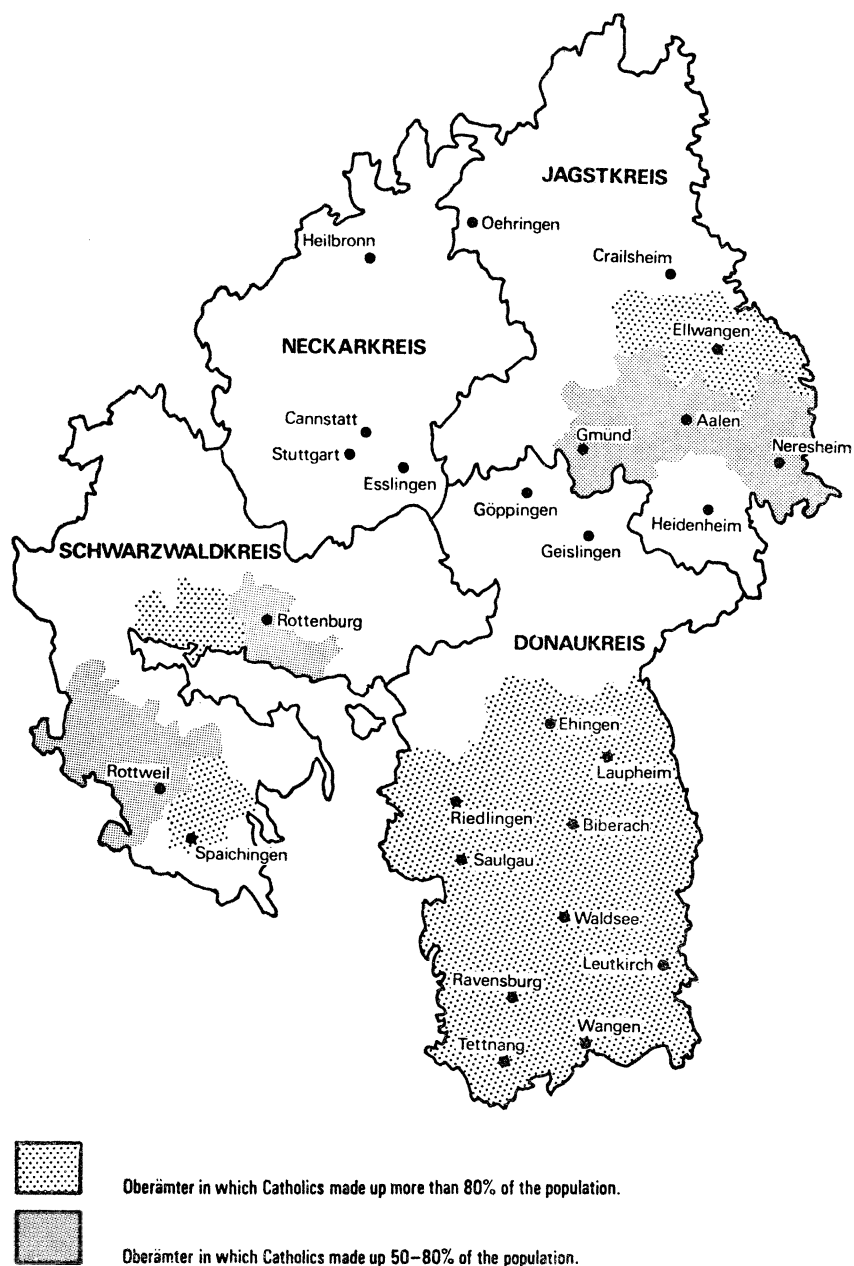 JAGSTKREIS
Oehringen
Heilbronn
Crailsheim
Ellwangen
NECKARKREIS
Cannstatt
Aalen
Gmund
Stuttgart
Neresheim
Esslingen
Göppingen
Heidenheim
Geislingen
SCHWARZWALDKREIS
Rottenburg
DONAUKREIS
Ehingen
Laupheim
Rottweil
Riedlingen
Biberach
Spaichingen
Saulgau
Waldsee
Leutkirch
Ravensburg
Wangen
Tettnang
Oberämter in which Catholics made up more than 80% of the population.
Oberämter in which Catholics made up 50–80% of the population.